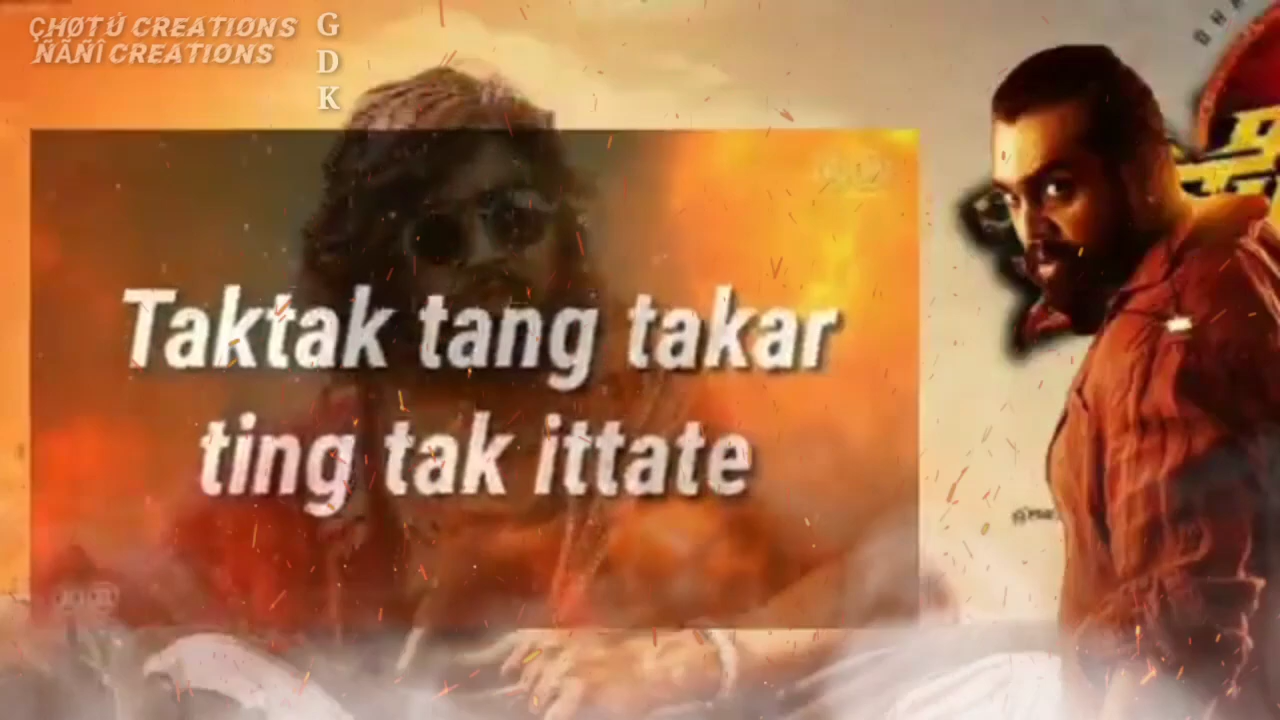 ÇHØTÚ CREATIONS
ÑÃÑÎ CREATIONS
G
D
K
Taktak tang takar
ting tak ittate